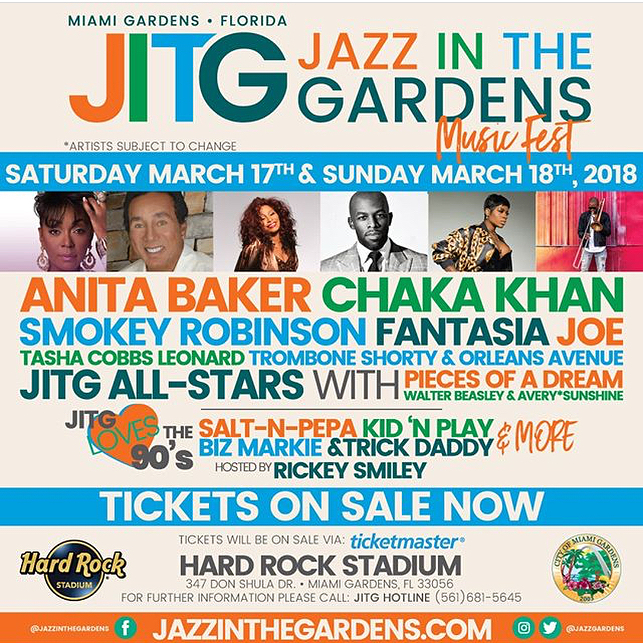 MIAMI GARDENS • FLORIDA
JITG JAZZ IN THE
GARDENS
Music Fest
*ARTISTS SUBJECT TO CHANGE
SATURDAY MARCH 17TH & SUNDAY MARCH 18TH, 2018
ANITA BAKER CHAKA KHAN
SMOKEY ROBINSON FANTASIA JOE
TASHA COBBS LEONARD TROMBONE SHORTY & ORLEANS AVENUE
JITG ALL-STARS WITH PIECES OF A DREAM
WALTER BEASLEY & AVERY*SUNSHINE
JITG
LOVES THE
90's
SALT-N-PEPA KID 'N PLAY
BIZ MARKIE & TRICK DADDY & MORE
HOSTED BY RICKEY SMILEY
TICKETS ON SALE NOW
TICKETS WILL BE ON SALE VIA: ticketmaster®
Hard Rock
STADIUM
HARD ROCK STADIUM
347 DON SHULA DR. • MIAMI GARDENS, FL 33056
FOR FURTHER INFORMATION PLEASE CALL: JITG HOTLINE (561)681-5645
CITY OF MIAMI GARDENS
2003
@JAZZINTHEGARDENS f JAZZINTHEGARDENS.COM @JAZZGARDENS